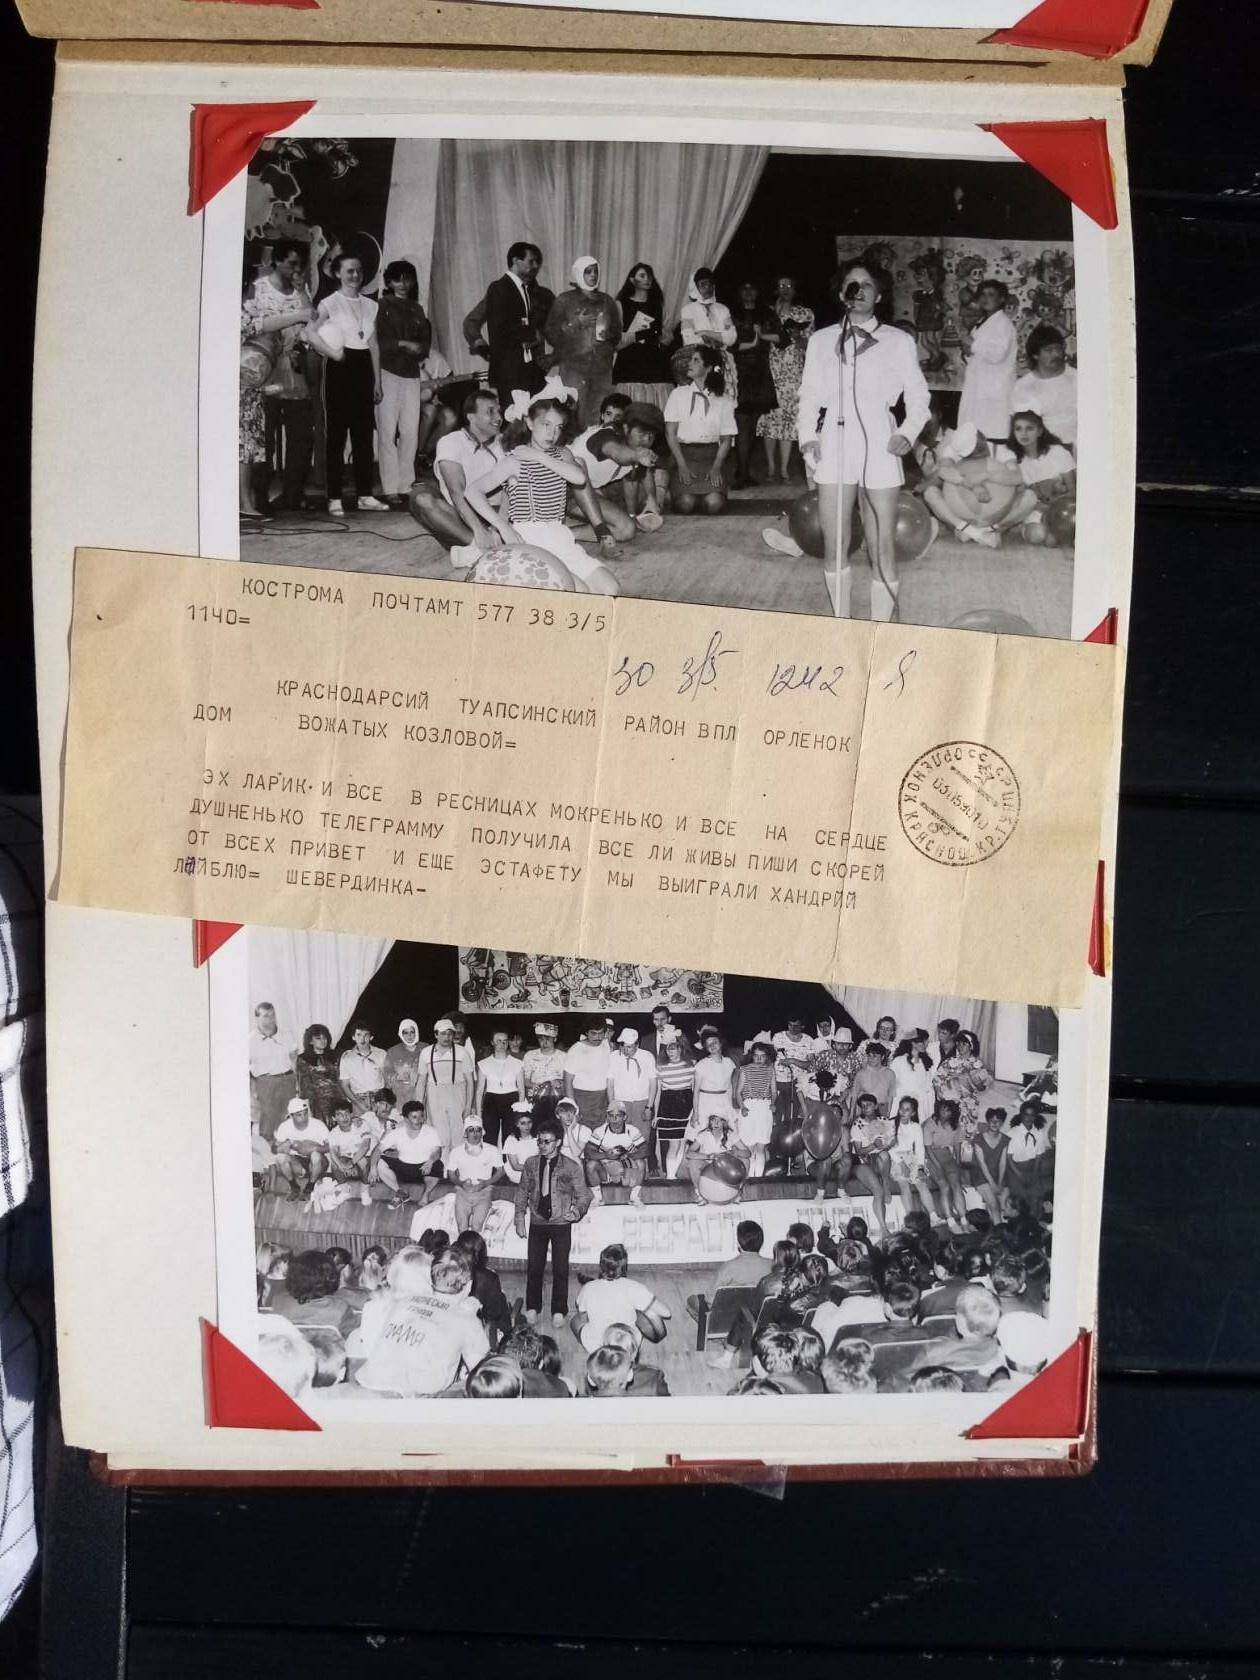 КОСТРОМА ПОЧТАМТ 577 38 3/5
1140=
30 3/5. 1242
КРАСНОДАРСИЙ ТУАПСИНСКИЙ РАЙОН ВПЛ ОРЛЕНОК
ДОМ ВОЖАТЫХ КОЗЛОВОЙ=
ЭХ ЛАРИК. И ВСЕ В РЕСНИЦАХ МОКРЕНЬКО И ВСЕ НА СЕРДЦЕ
ДУШНЕНЬКО ТЕЛЕГРАММУ ПОЛУЧИЛА ВСЕ ЛИ ЖИВЫ ПИШИ СКОРЕЙ
ОТ ВСЕХ ПРИВЕТ И ЕЩЕ ЭСТАФЕТУ МЫ ВЫИГРАЛИ ХАНДРИЙ
ЛАЙБЛЮ= ШЕВЕРДИНКА-